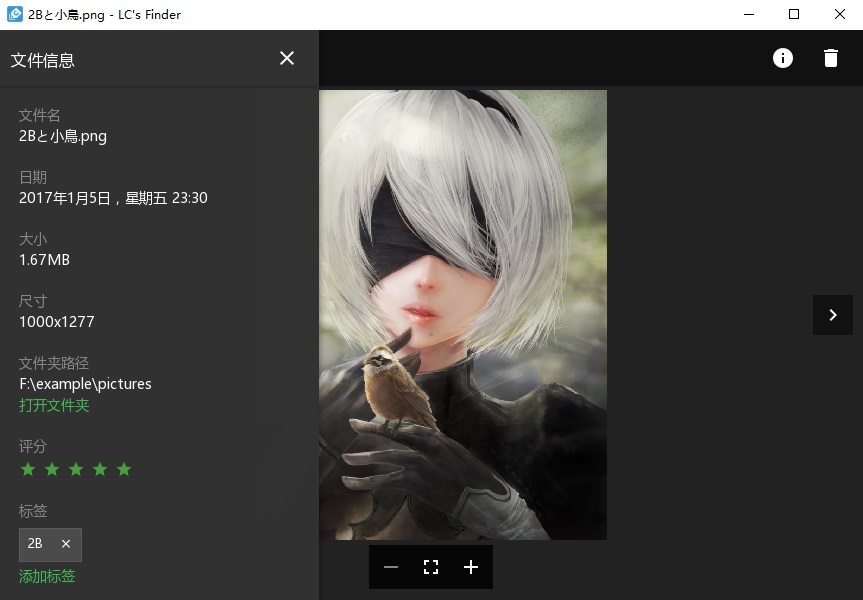 2Bと小鳥.png - LC's Finder
文件信息
文件名
2Bと小鳥.png
日期
2017年1月5日，星期五 23:30
大小
1.67MB
尺寸
1000x1277
文件夹路径
F:\example\pictures
打开文件夹
评分
标签
2B
添加标签